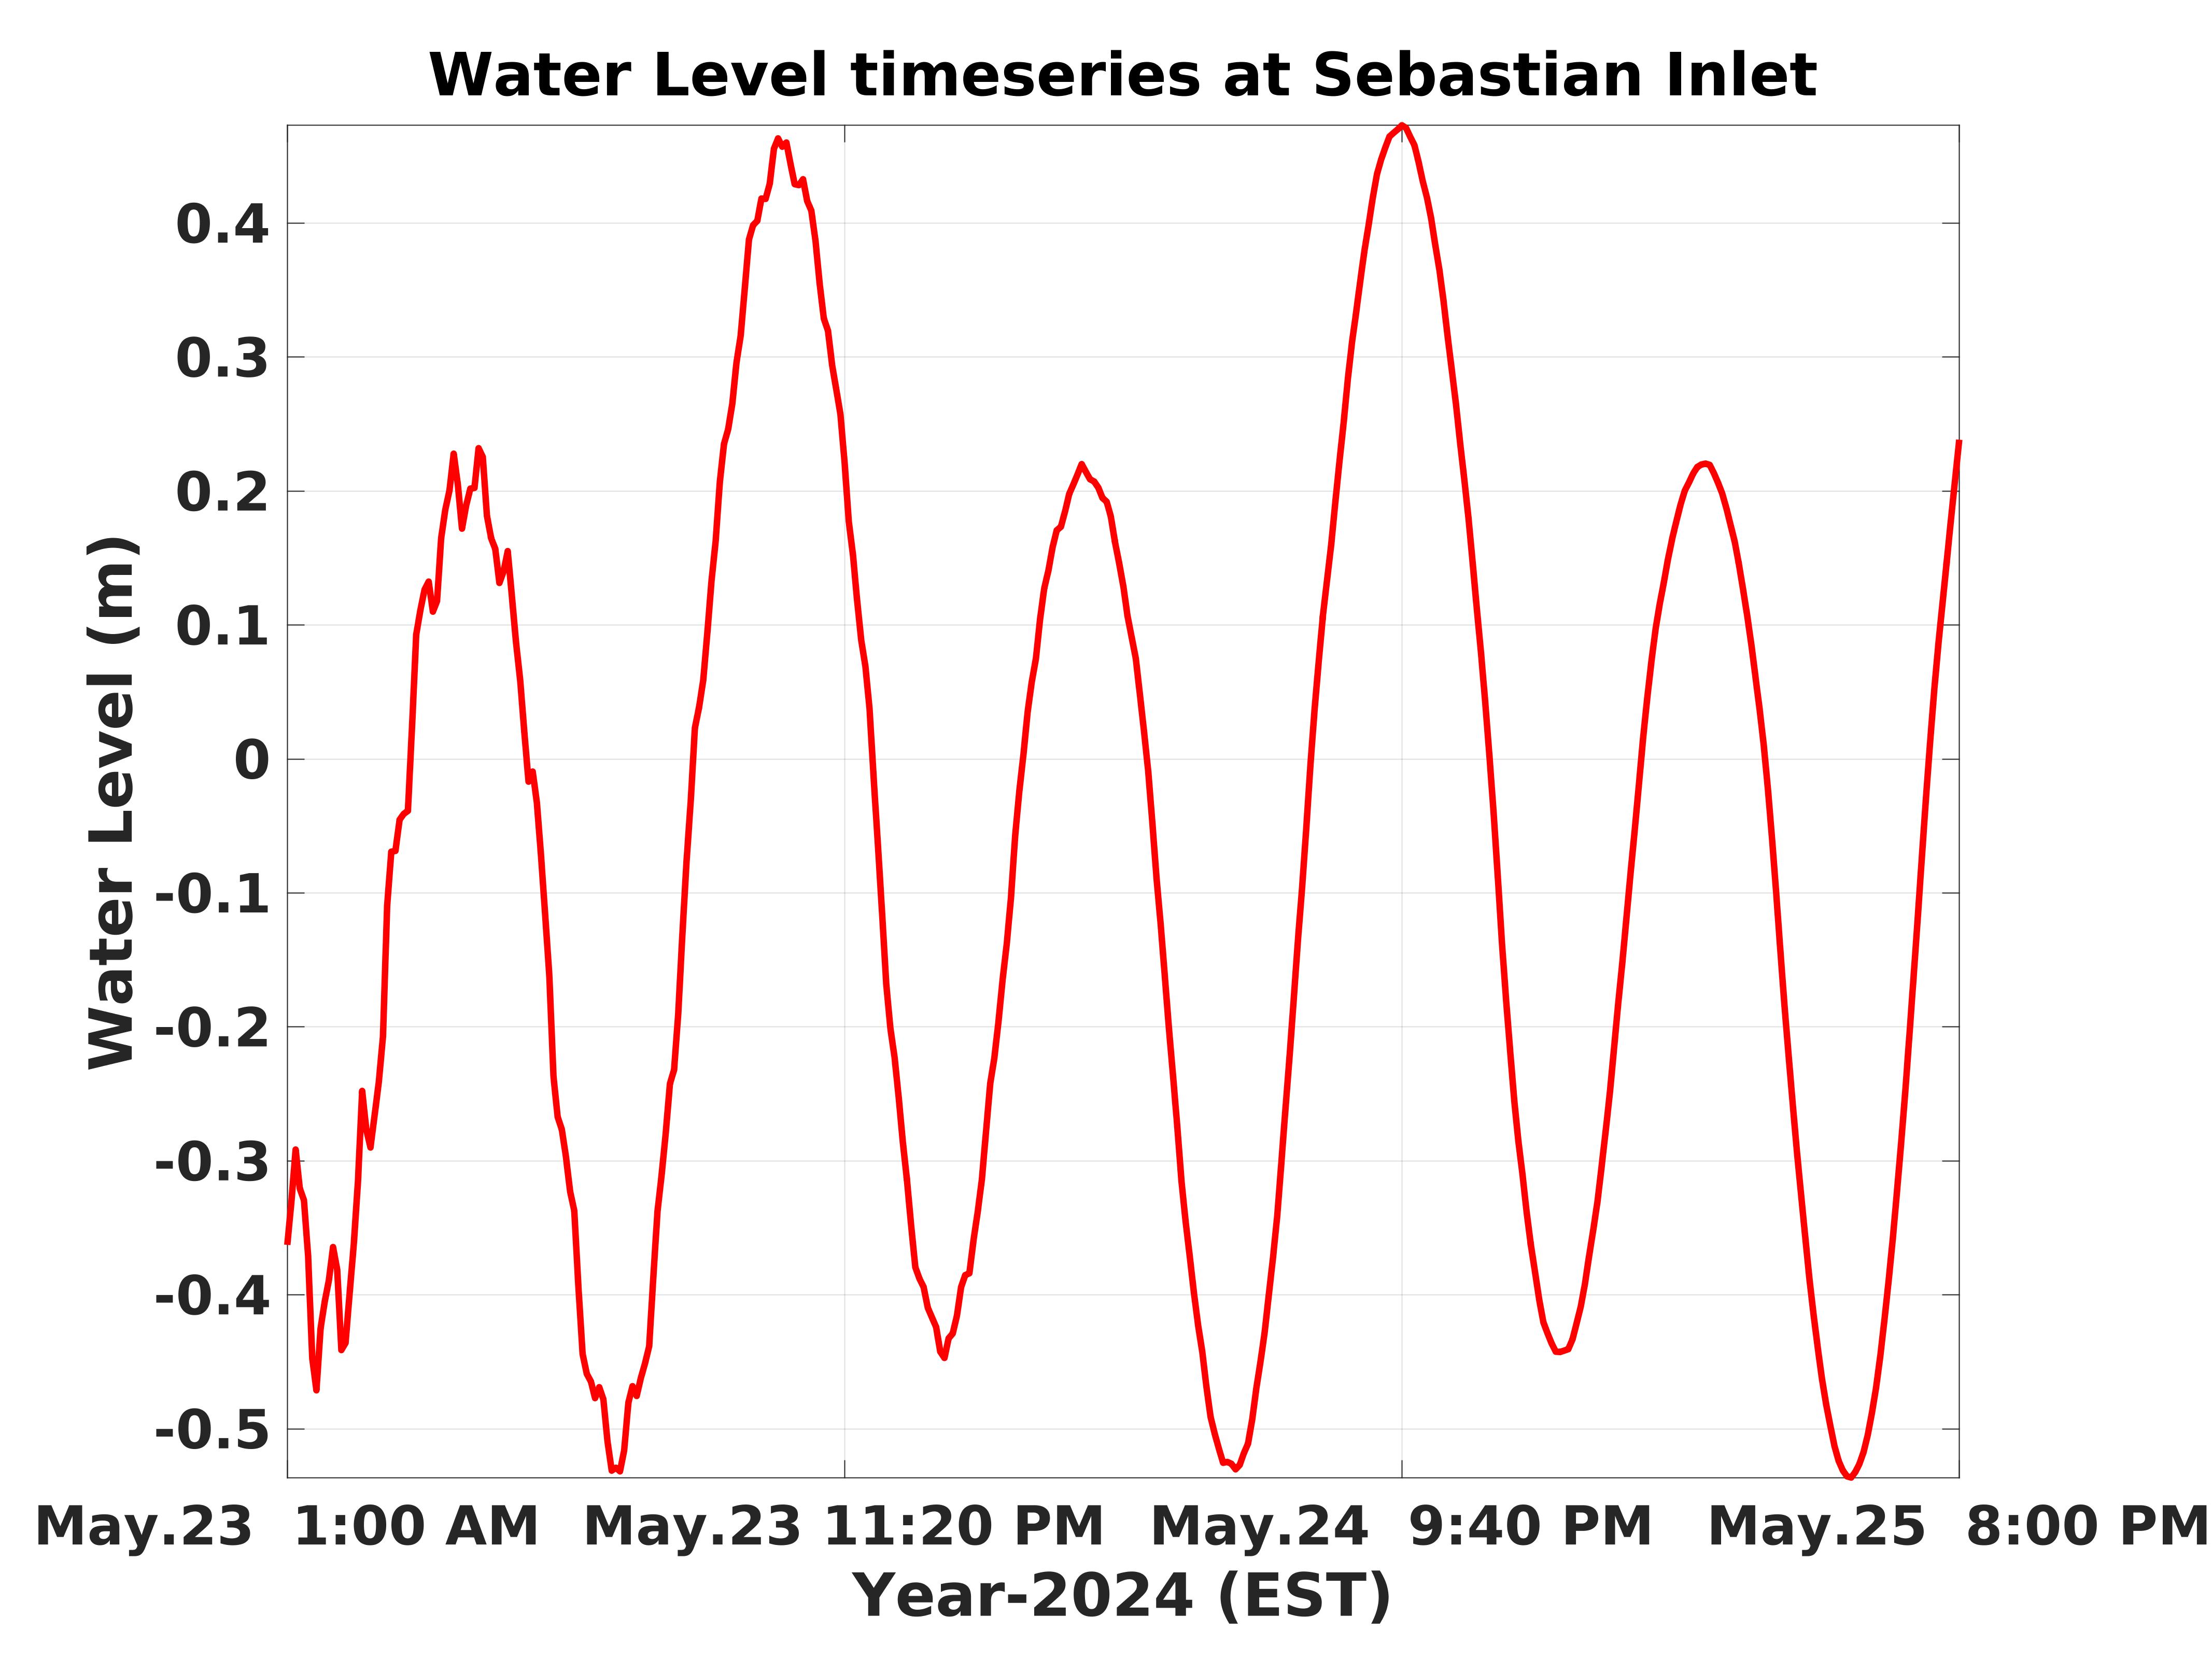 Water Level timeseries at Sebastian Inlet
Water Level (m)
0.4
0.3
0.2
0.1
0
-0.1
-0.2
-0.3
-0.4
-0.5
May.23 1:00 AM May.23 11:20 PM May.24 9:40 PM May.25 8:00 PM
Year-2024 (EST)